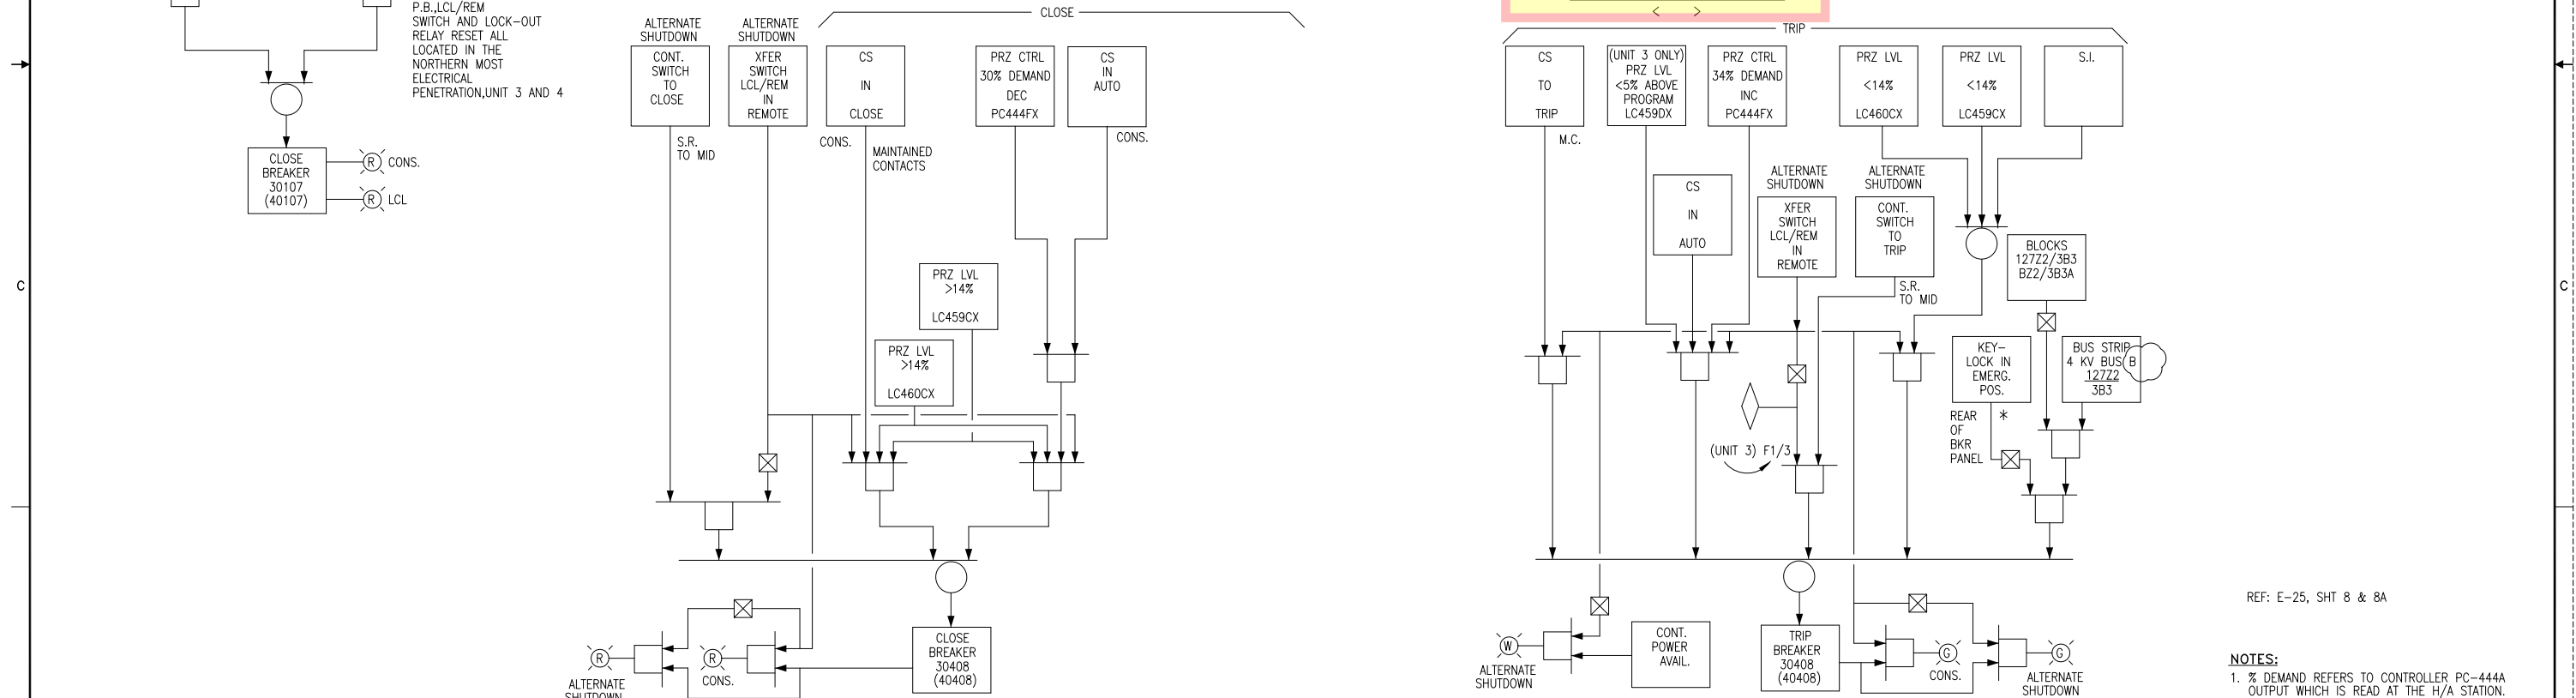 P.B.,LCL/REM
SWITCH AND LOCK-OUT
RELAY RESET ALL
LOCATED IN THE
NORTHERN MOST
ELECTRICAL
PENETRATION,UNIT 3 AND 4
CLOSE
BREAKER
30107
(40107)
R CONS.
R LCL
C
CLOSE
ALTERNATE
SHUTDOWN
CONT.
SWITCH
TO
CLOSE
S.R.
TO MID
ALTERNATE
SHUTDOWN
XFER
SWITCH
LCL/REM
IN
REMOTE
CS
IN
CLOSE
CONS.
MAINTAINED
CONTACTS
PRZ CTRL
30% DEMAND
DEC
PC444FX
CS
IN
AUTO
CONS.
PRZ LVL
>14%
LC459CX
PRZ LVL
>14%
LC460CX
R
ALTERNATE
SHUTDOWN
R
CONS.
CLOSE
BREAKER
30408
(40408)
< >
TRIP
CS
TO
TRIP
M.C.
(UNIT 3 ONLY)
PRZ LVL
<5% ABOVE
PROGRAM
LC459DX
PRZ CTRL
34% DEMAND
INC
PC444FX
PRZ LVL
<14%
LC460CX
PRZ LVL
<14%
LC459CX
S.I.
CS
IN
AUTO
ALTERNATE
SHUTDOWN
XFER
SWITCH
LCL/REM
IN
REMOTE
ALTERNATE
SHUTDOWN
CONT.
SWITCH
TO
TRIP
S.R.
TO MID
BLOCKS
127Z2/3B3
BZ2/3B3A
KEY-
LOCK IN
EMERG.
POS.
REAR *
OF
BKR
PANEL
BUS STRIP
4 KV BUS B
127Z2
3B3
(UNIT 3) F1/3
W
ALTERNATE
SHUTDOWN
CONT.
POWER
AVAIL.
TRIP
BREAKER
30408
(40408)
G
CONS.
G
ALTERNATE
SHUTDOWN
C
REF: E-25, SHT 8 & 8A
NOTES:
1. % DEMAND REFERS TO CONTROLLER PC-444A
OUTPUT WHICH IS READ AT THE H/A STATION.